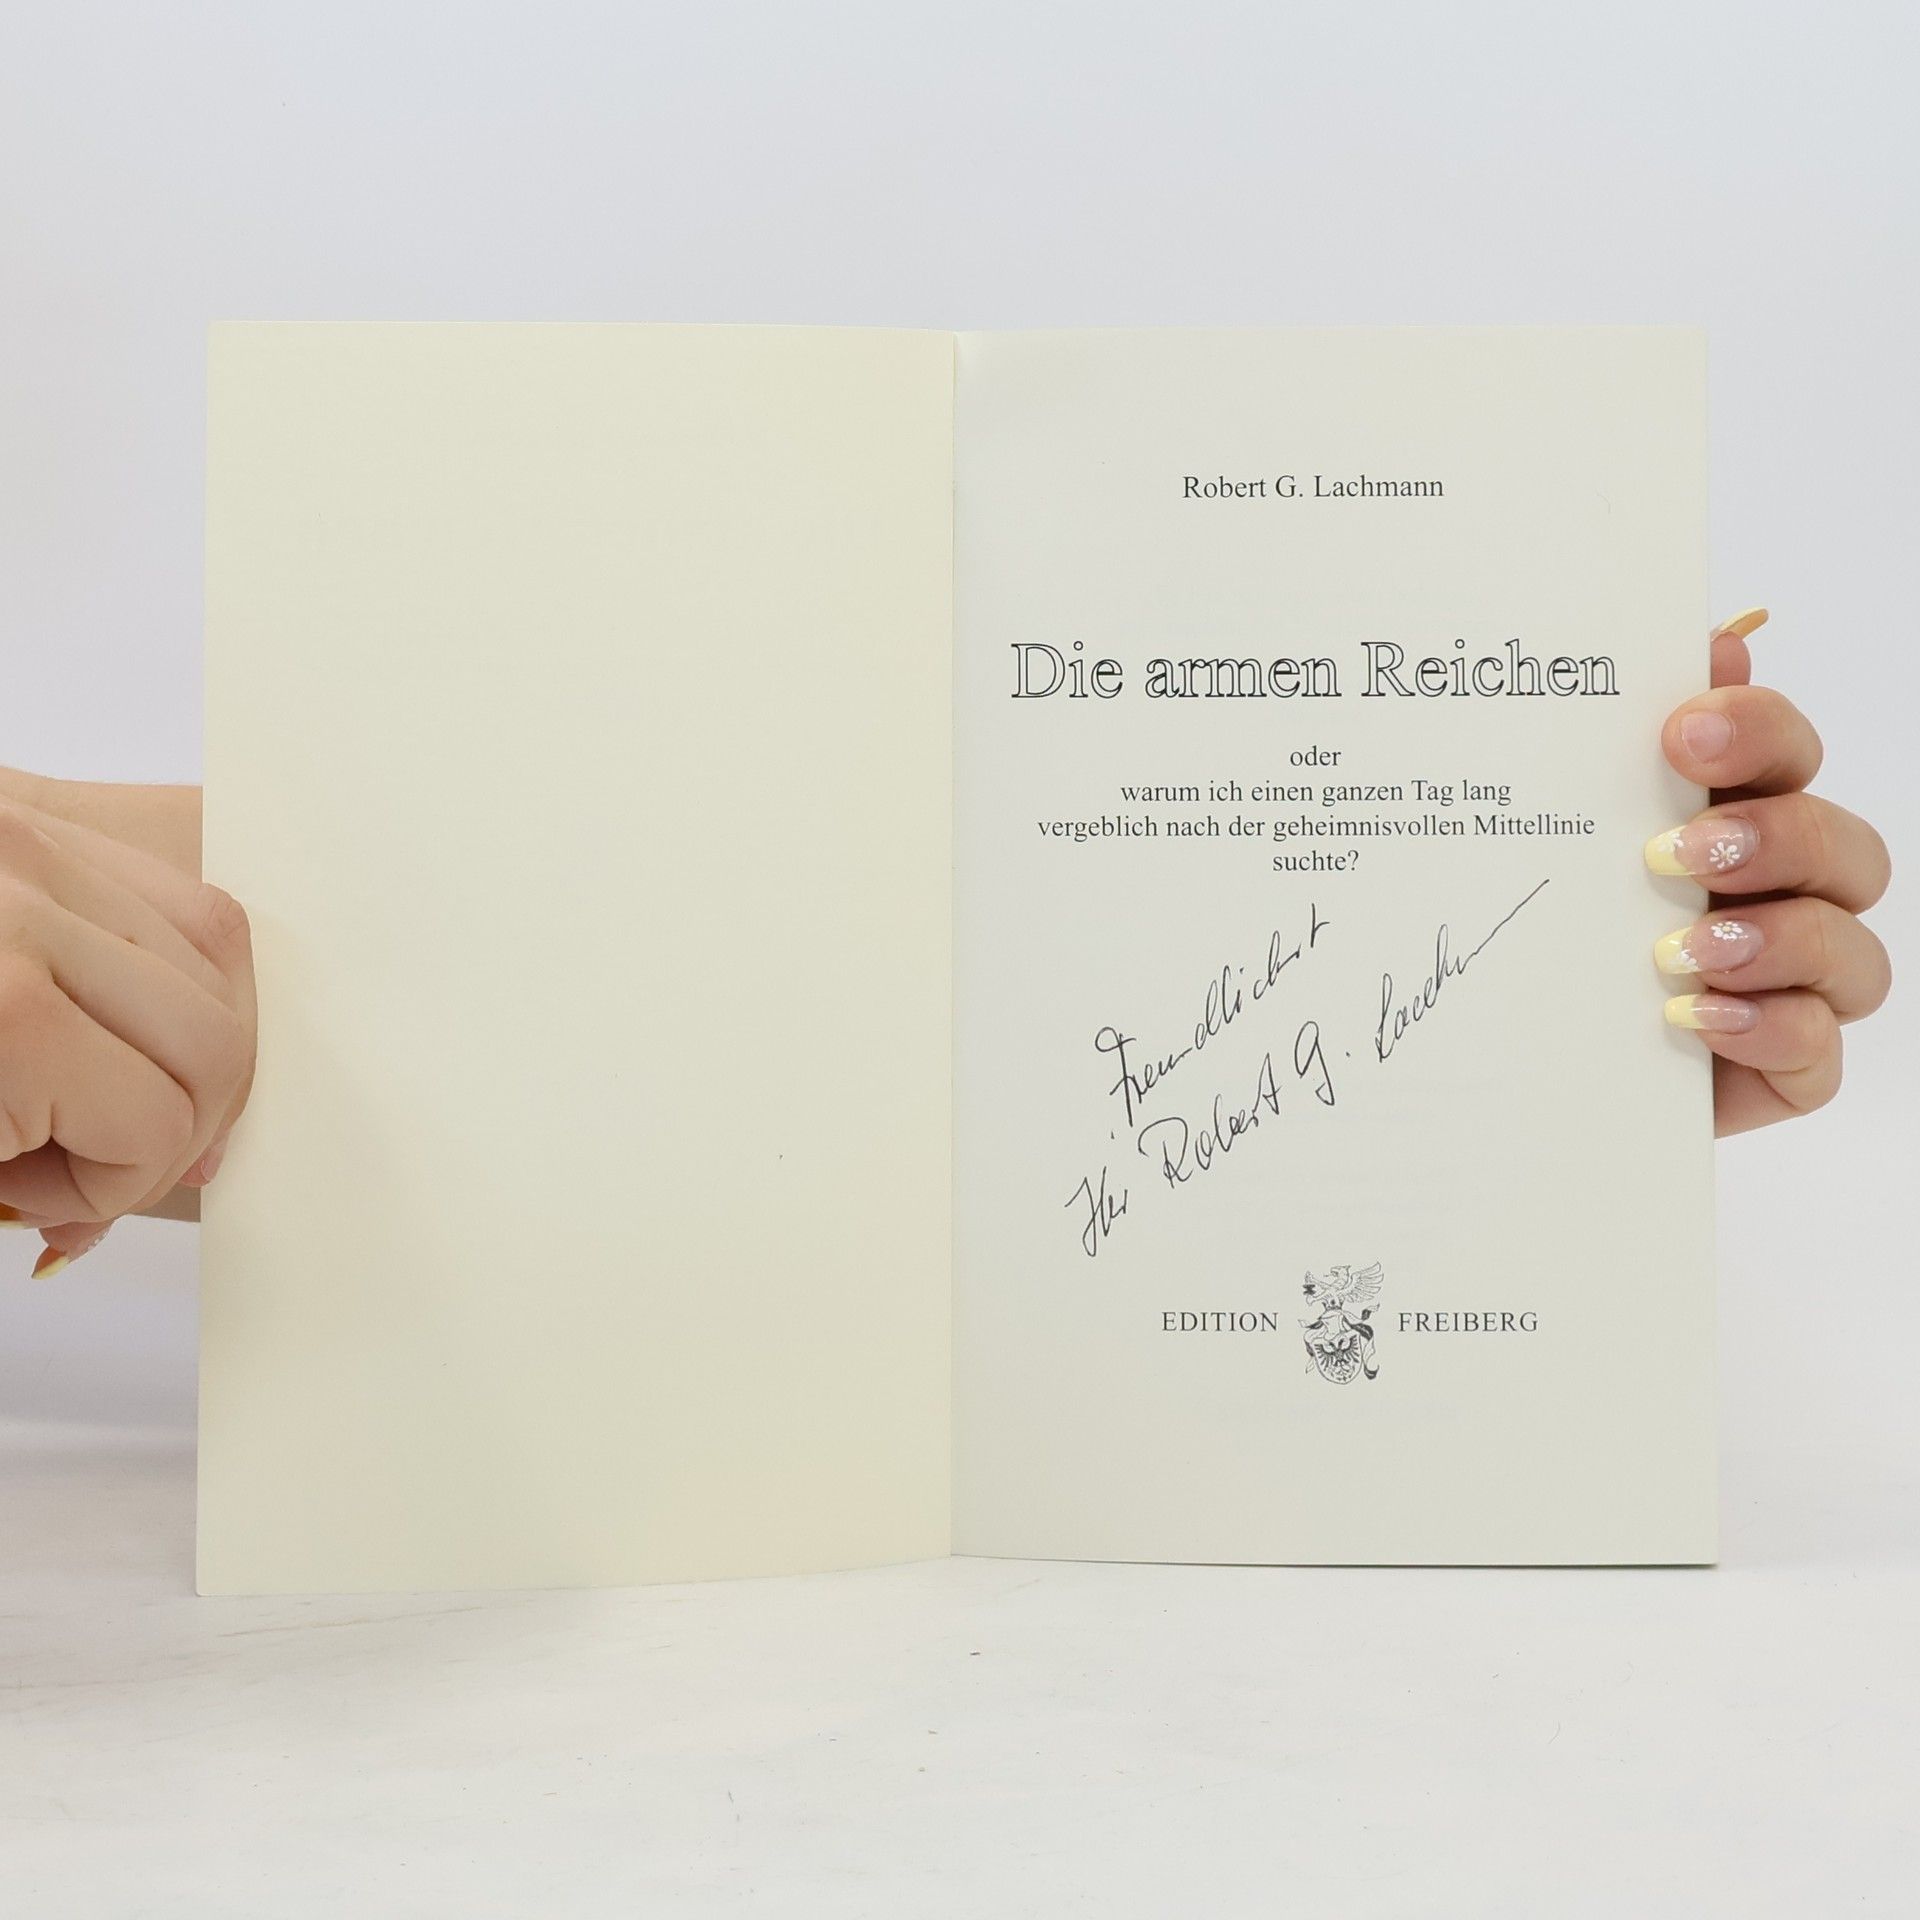 Robert G. Lachmann
Die armen Reichen
oder
warum ich einen ganzen Tag lang
vergeblich nach der geheimnisvollen Mittellinie
suchte?
Freundlichst
Ihr Robert G. Lachmann
EDITION FREIBERG